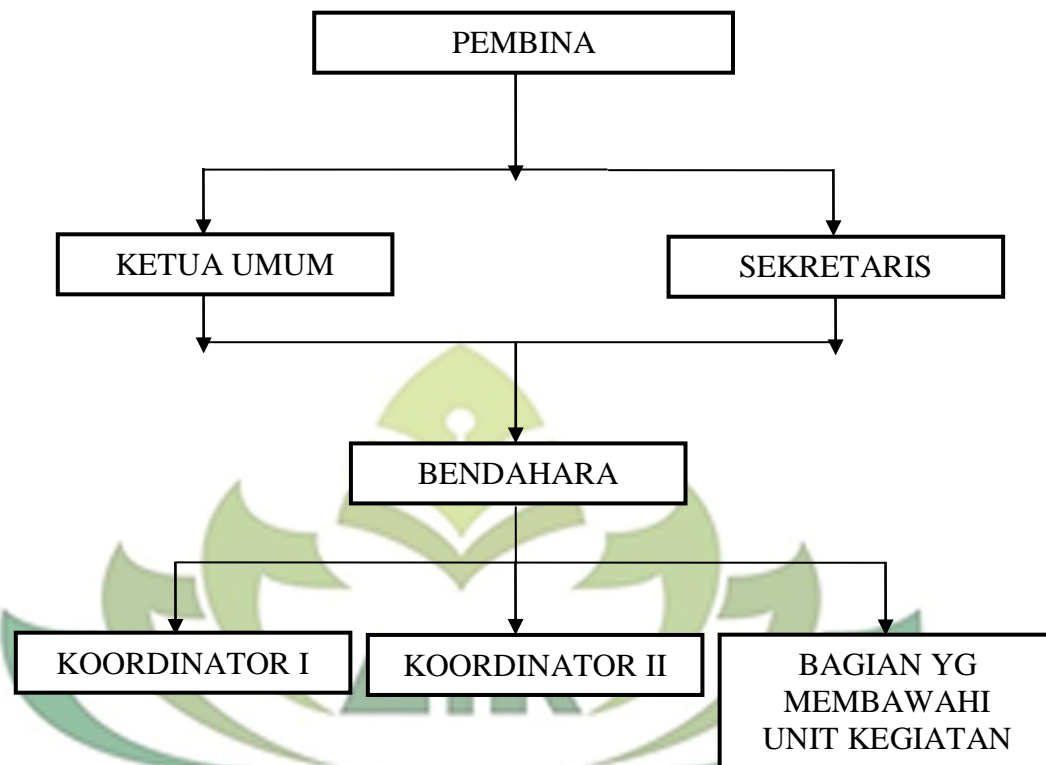 PEMBINA
KETUA UMUM
SEKRETARIS
BENDAHARA
KOORDINATOR I
KOORDINATOR II
BAGIAN YG
MEMBAWAHI
UNIT KEGIATAN